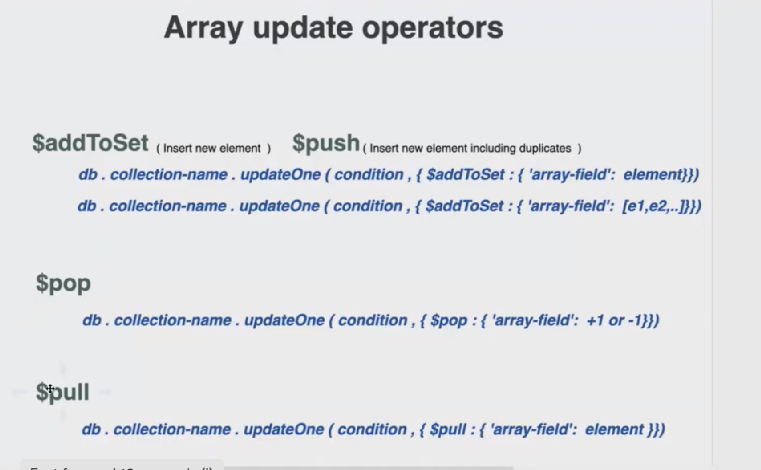 Array update operators
$addToSet ( Insert new element ) $push ( Insert new element including duplicates )
db . collection-name . updateOne ( condition , { $addToSet : { 'array-field': element}})
db . collection-name . updateOne ( condition , { $addToSet : { 'array-field': [e1,e2,..]}})
$pop
db . collection-name . updateOne ( condition , { $pop : { 'array-field': +1 or -1}})
$pull
db . collection-name . updateOne ( condition , { $pull : { 'array-field': element }})